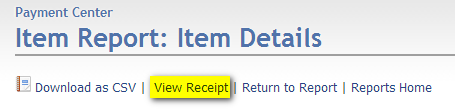 Payment Center
Item Report: Item Details
Download as CSV | View Receipt | Return to Report | Reports Home